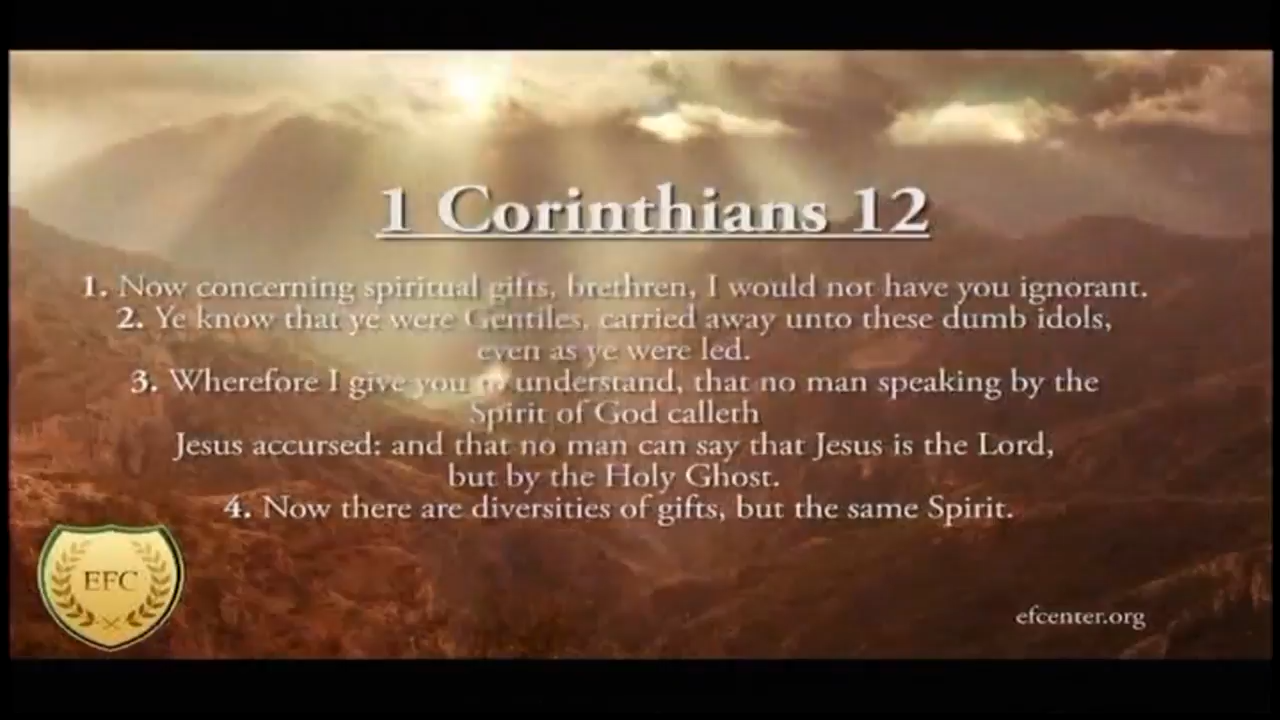 1 Corinthians 12
1. Now concerning spiritual gifts, brethren, I would not have you ignorant.
2. Ye know that ye were Gentiles, carried away unto these dumb idols,
even as ye were led.
3. Wherefore I give you to understand, that no man speaking by the
Spirit of God calleth
Jesus accursed: and that no man can say that Jesus is the Lord,
but by the Holy Ghost.
4. Now there are diversities of gifts, but the same Spirit.
EFC
efcenter.org